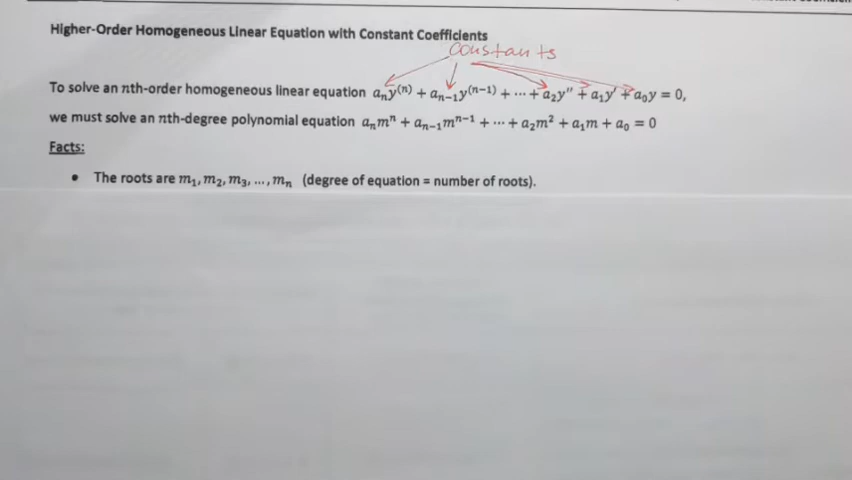 Higher-Order Homogeneous Linear Equation with Constant Coefficients
constants
To solve an nth-order homogeneous linear equation aₙy⁽ⁿ⁾ + aₙ₋₁y⁽ⁿ⁻¹⁾ + ⋯ + a₂y″ + a₁y′ + a₀y = 0,
we must solve an nth-degree polynomial equation aₙmⁿ + aₙ₋₁mⁿ⁻¹ + ⋯ + a₂m² + a₁m + a₀ = 0
Facts:
• The roots are m₁, m₂, m₃, …, mₙ (degree of equation = number of roots).